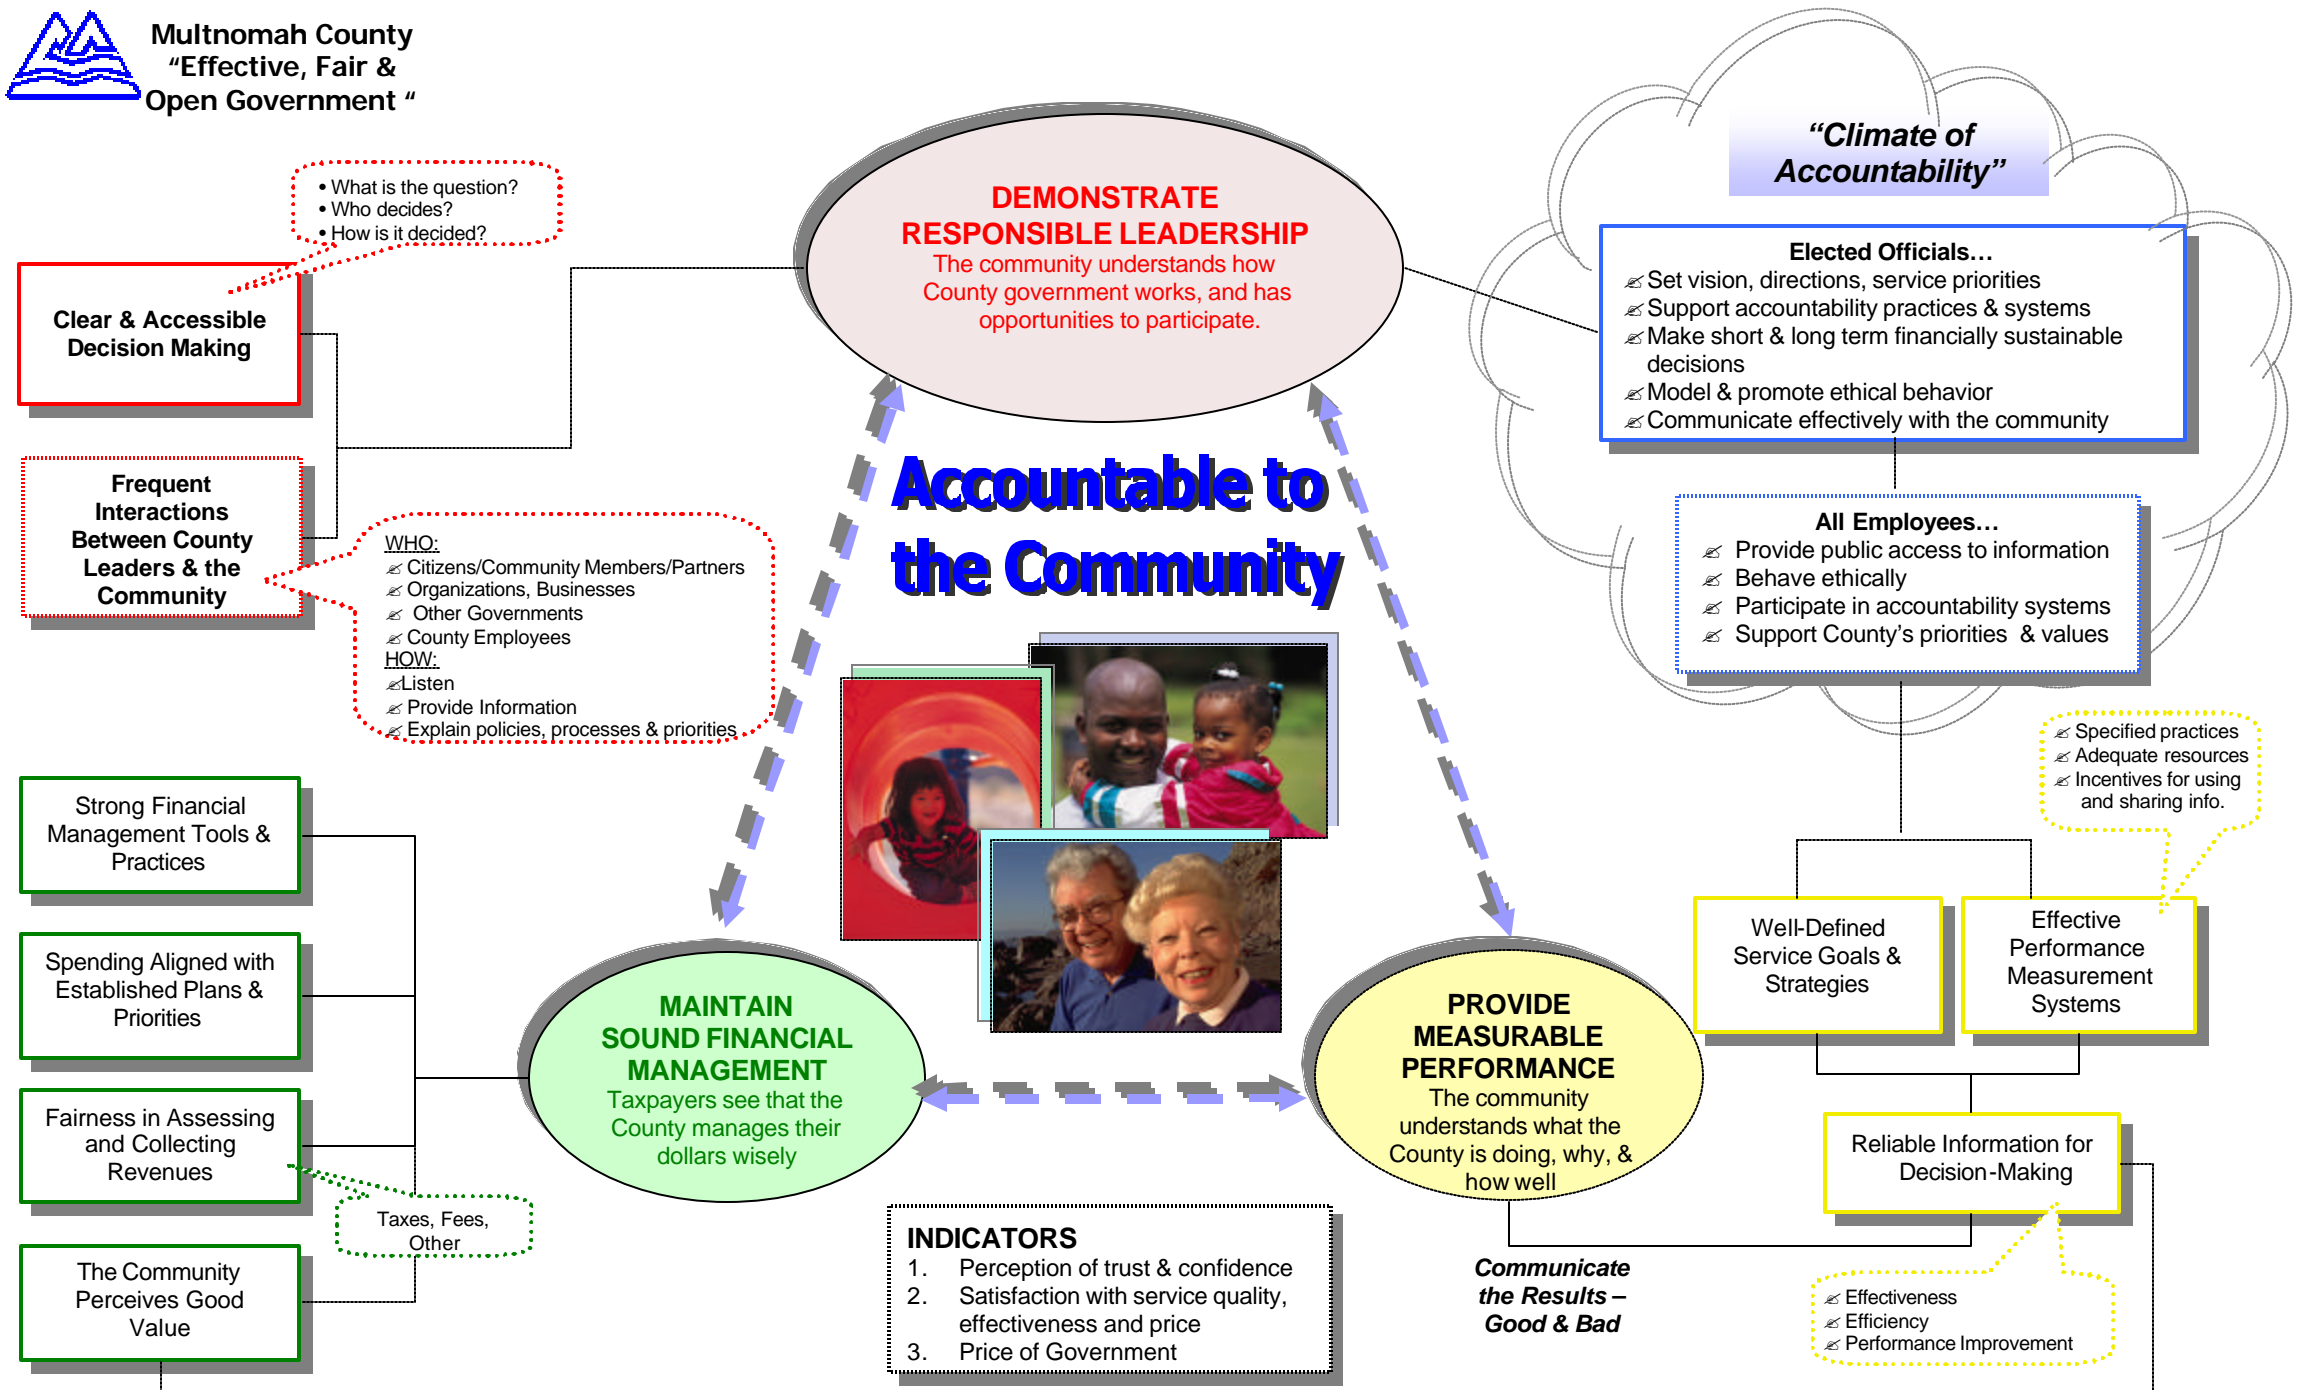 Multnomah County
“Effective, Fair &
Open Government “
• What is the question?
• Who decides?
• How is it decided?
Clear & Accessible
Decision Making
Frequent
Interactions
Between County
Leaders & the
Community
WHO:
Citizens/Community Members/Partners
Organizations, Businesses
Other Governments
County Employees
HOW:
Listen
Provide Information
Explain policies, processes & priorities
DEMONSTRATE
RESPONSIBLE LEADERSHIP
The community understands how
County government works, and has
opportunities to participate.
“Climate of
Accountability”
Elected Officials…
Set vision, directions, service priorities
Support accountability practices & systems
Make short & long term financially sustainable
decisions
Model & promote ethical behavior
Communicate effectively with the community
All Employees…
Provide public access to information
Behave ethically
Participate in accountability systems
Support County’s priorities & values
Accountable to
the Community
Specified practices
Adequate resources
Incentives for using
and sharing info.
Strong Financial
Management Tools &
Practices
Spending Aligned with
Established Plans &
Priorities
Fairness in Assessing
and Collecting
Revenues
Taxes, Fees,
Other
The Community
Perceives Good
Value
MAINTAIN
SOUND FINANCIAL
MANAGEMENT
Taxpayers see that the
County manages their
dollars wisely
PROVIDE
MEASURABLE
PERFORMANCE
The community
understands what the
County is doing, why, &
how well
Well-Defined
Service Goals &
Strategies
Effective
Performance
Measurement
Systems
Reliable Information for
Decision-Making
INDICATORS
1. Perception of trust & confidence
2. Satisfaction with service quality,
effectiveness and price
3. Price of Government
Communicate
the Results –
Good & Bad
Effectiveness
Efficiency
Performance Improvement